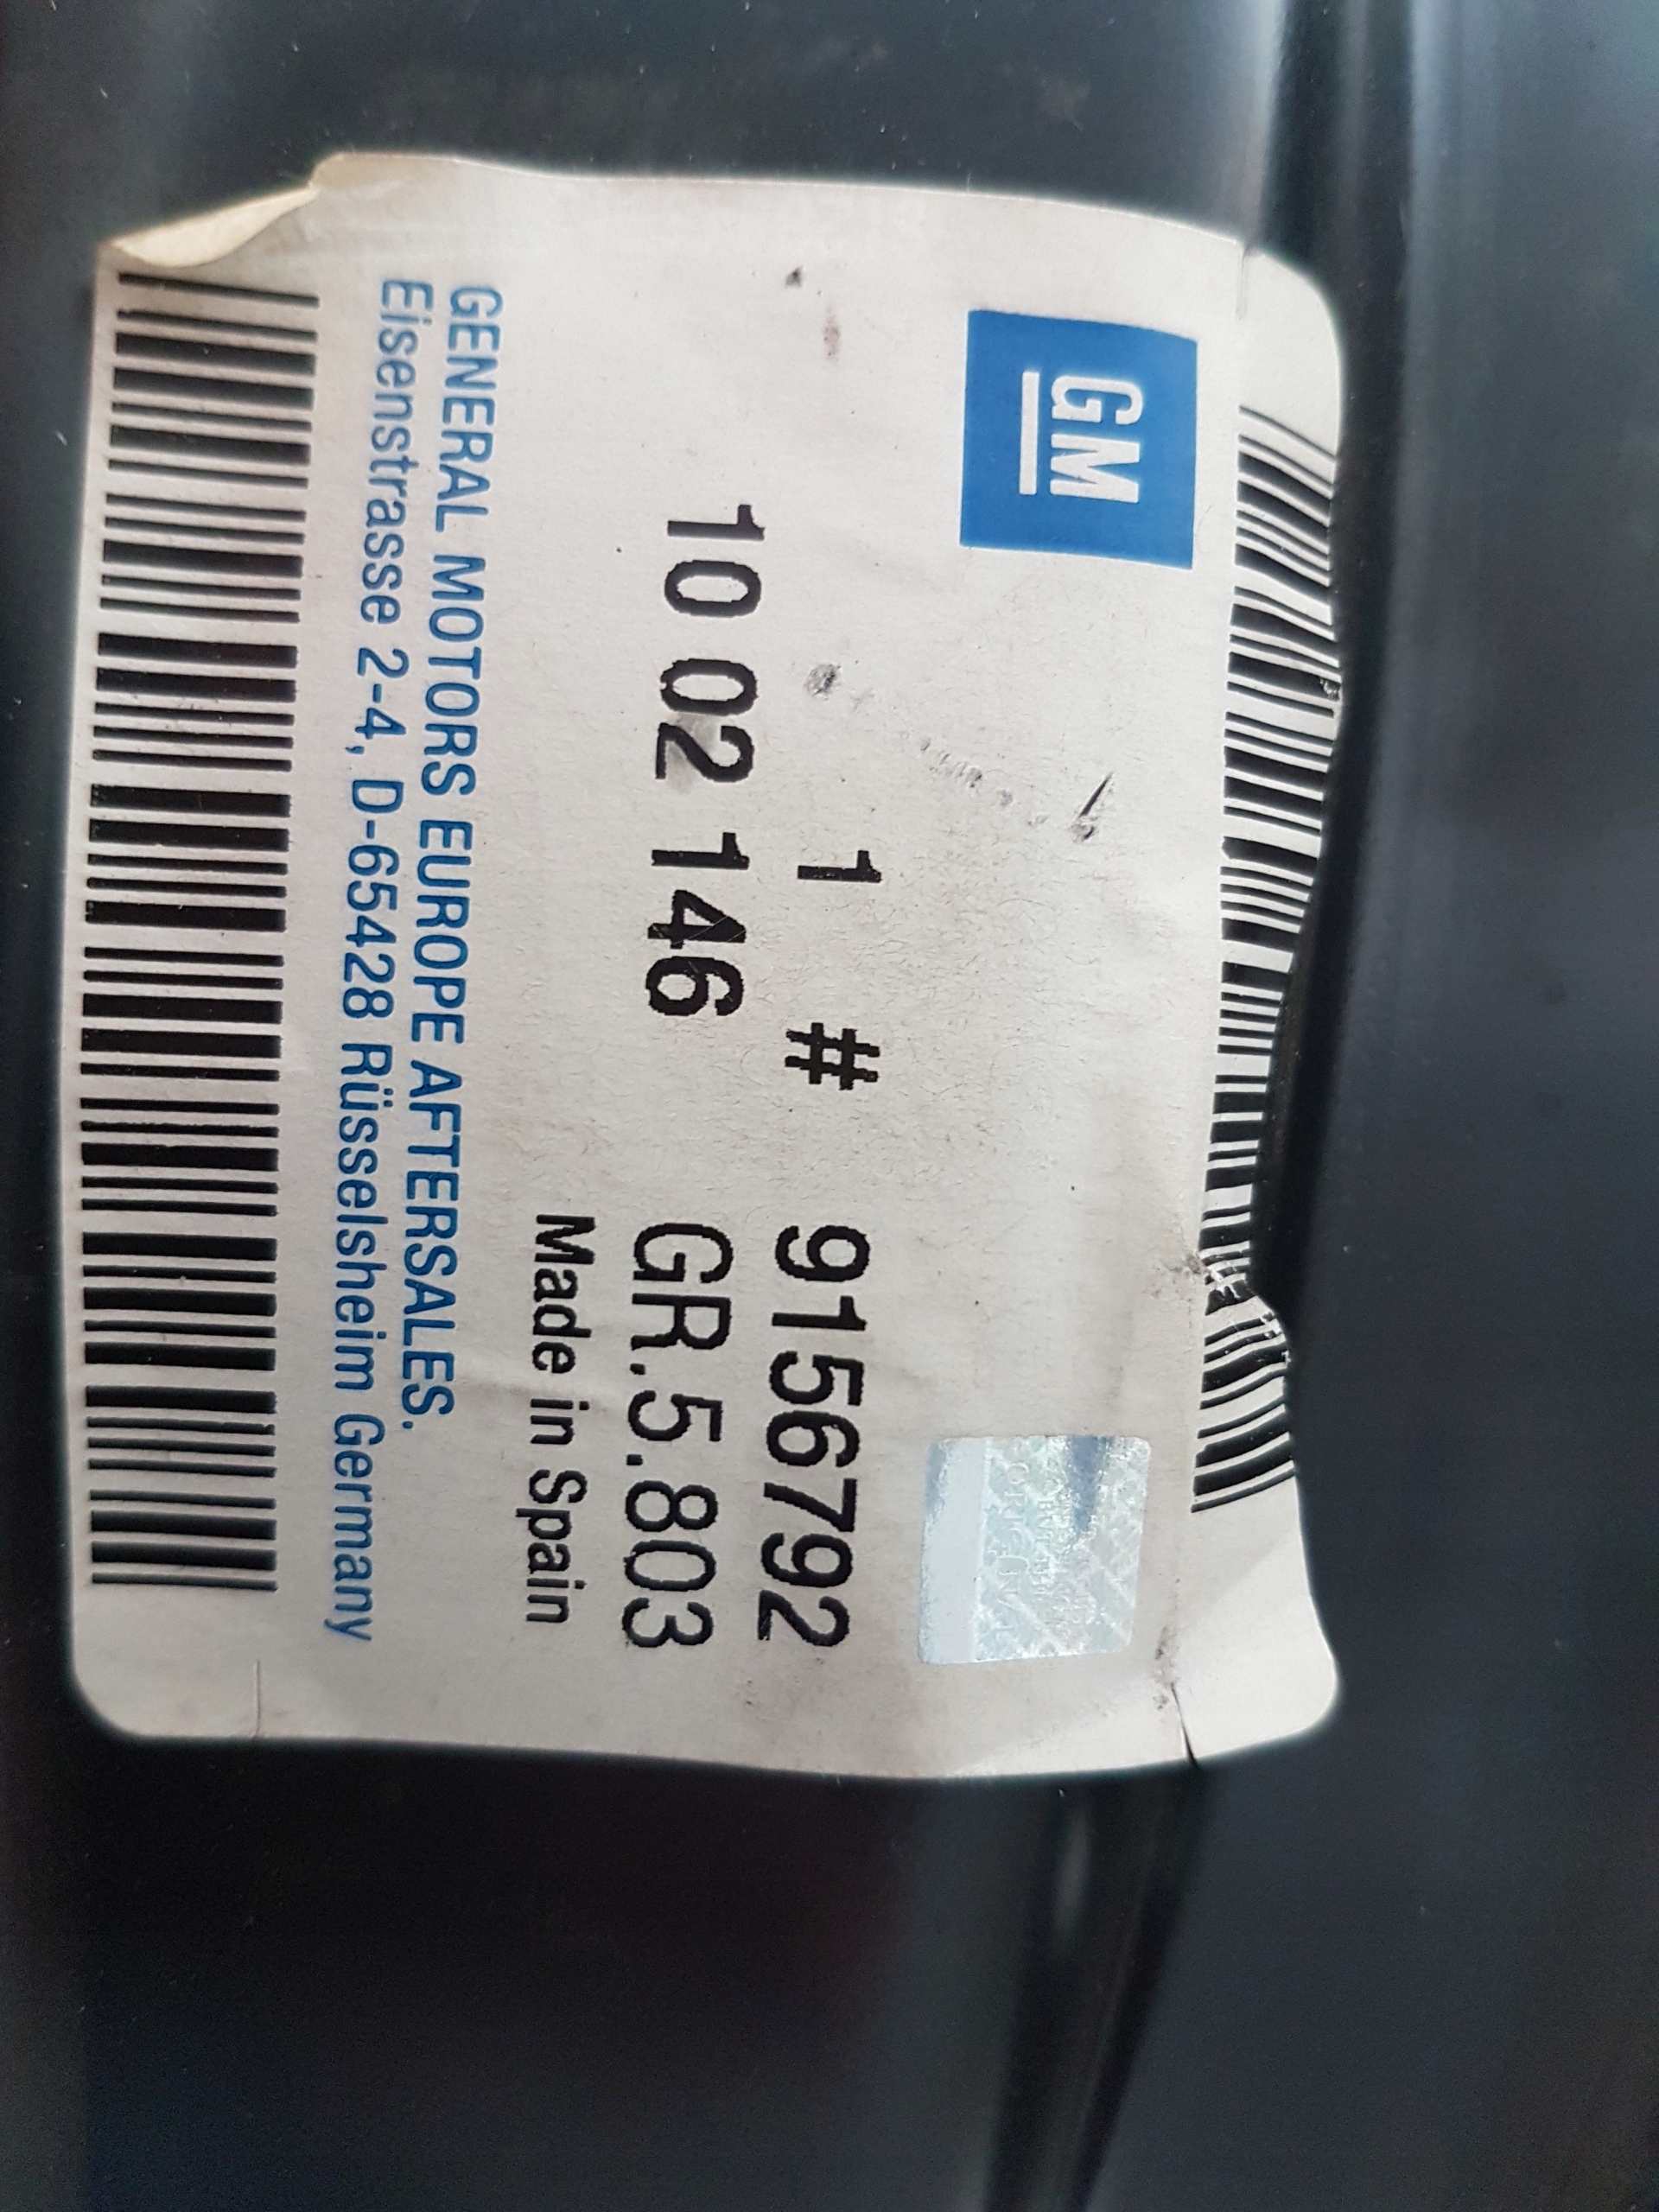 GM
1 # 9156792
10 02 146 GR.5.803
Made in Spain
GENERAL MOTORS EUROPE AFTERSALES.
Eisenstrasse 2-4, D-65428 Rüsselsheim Germany